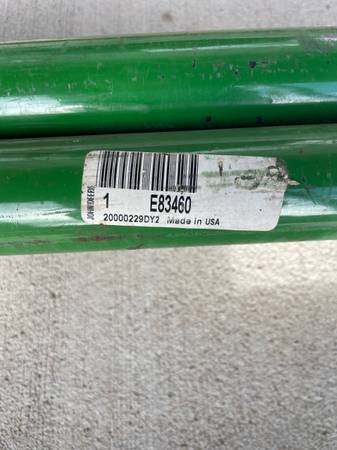 JOHN DEERE
1 E83460
20000229DY2 Made in USA